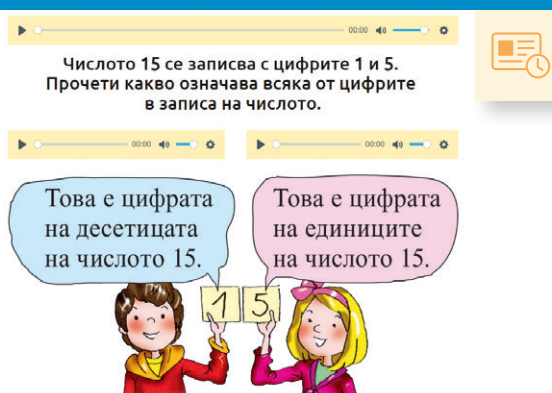 00:00
Числото 15 се записва с цифрите 1 и 5.
Прочети какво означава всяка от цифрите
в записа на числото.
00:00
00:00
Това е цифрата
на десетицата
на числото 15.
Това е цифрата
на единиците
на числото 15.
1 5